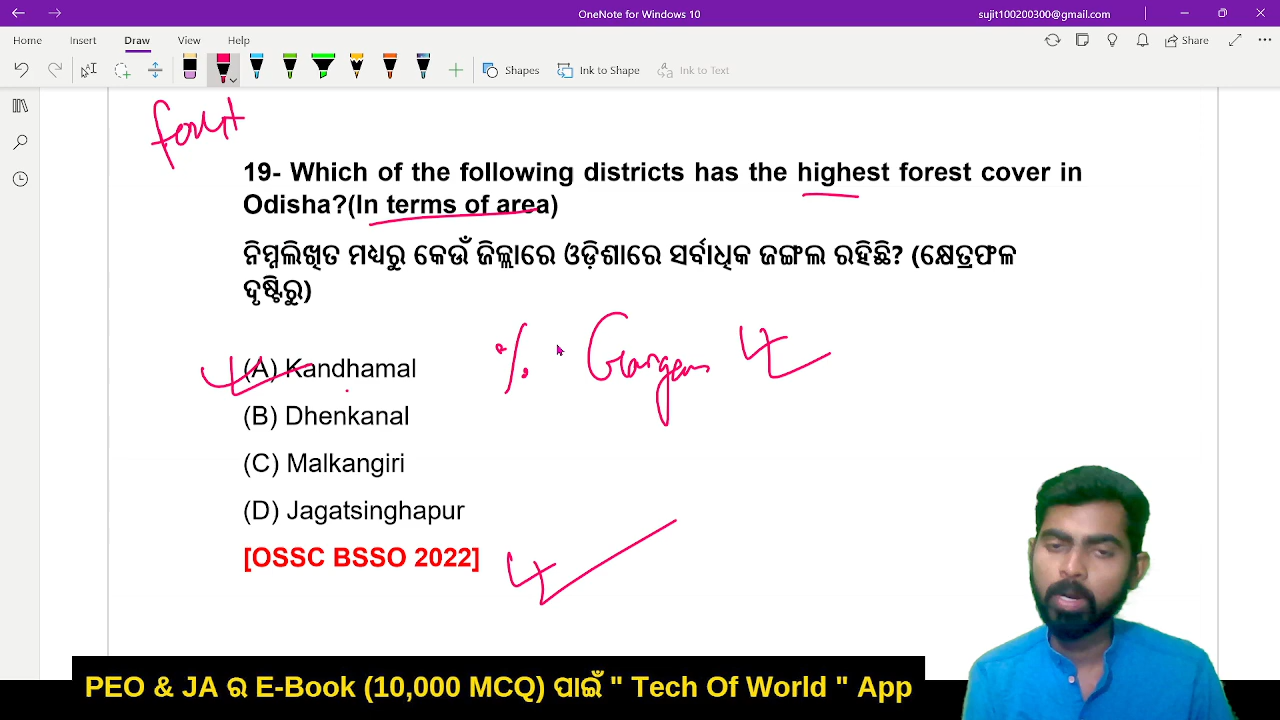 OneNote for Windows 10
sujit100200300@gmail.com
Home Insert Draw View Help
Share
Shapes Ink to Shape Ink to Text
19- Which of the following districts has the highest forest cover in
Odisha?(In terms of area)
ନିମ୍ନଲିଖିତ ମଧ୍ୟରୁ କେଉଁ ଜିଲ୍ଲାରେ ଓଡ଼ିଶାରେ ସର୍ବାଧିକ ଜଙ୍ଗଲ ରହିଛି? (କ୍ଷେତ୍ରଫଳ
ଦୃଷ୍ଟିରୁ)
(A) Kandhamal
%
(B) Dhenkanal
(C) Malkangiri
(D) Jagatsinghapur
[OSSC BSSO 2022]
PEO & JA ର E-Book (10,000 MCQ) ପାଇଁ " Tech Of World " App